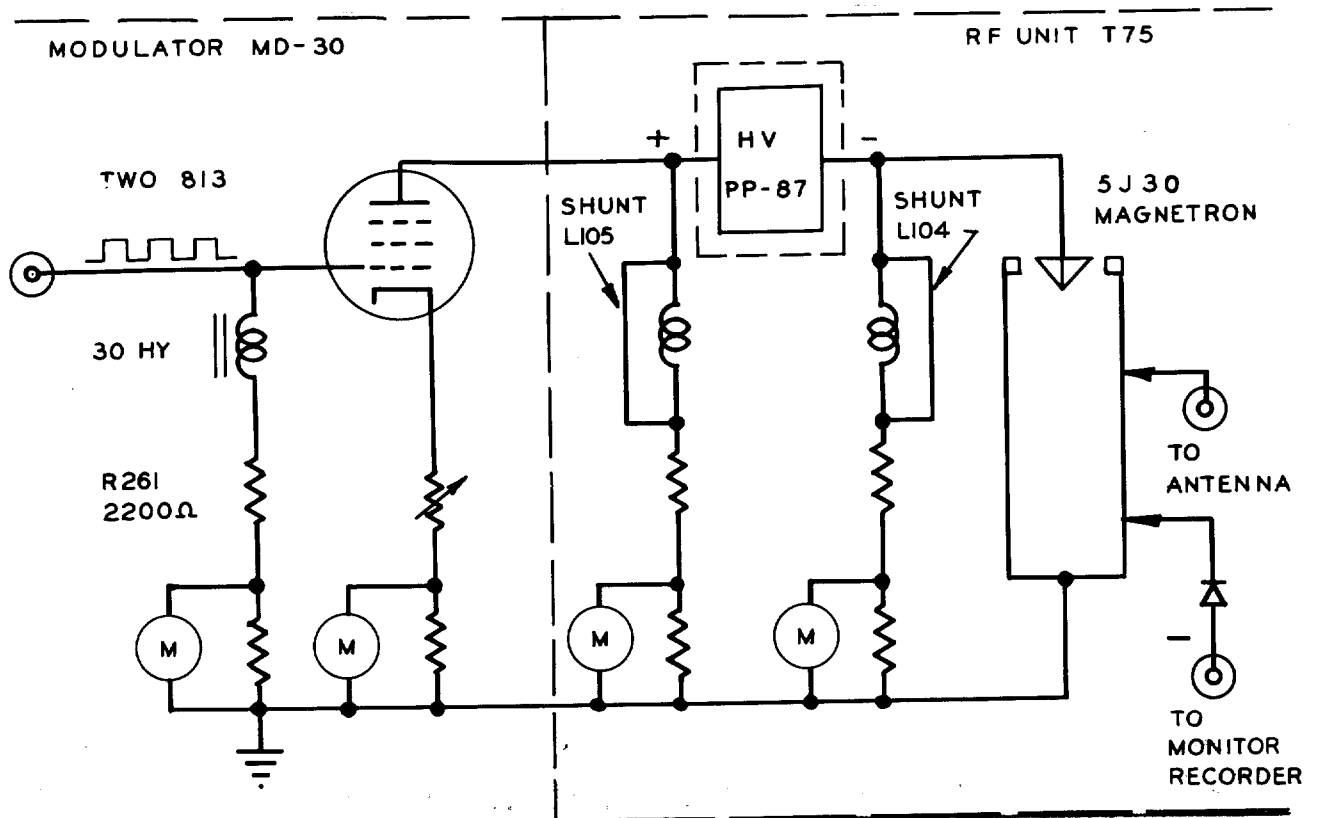 MODULATOR MD-30
RF UNIT T75
TWO 813
30 HY
R261
2200Ω
M
M
+
HV
PP-87
-
SHUNT
L105
SHUNT
L104
5J30
MAGNETRON
M
M
TO
ANTENNA
-
TO
MONITOR
RECORDER